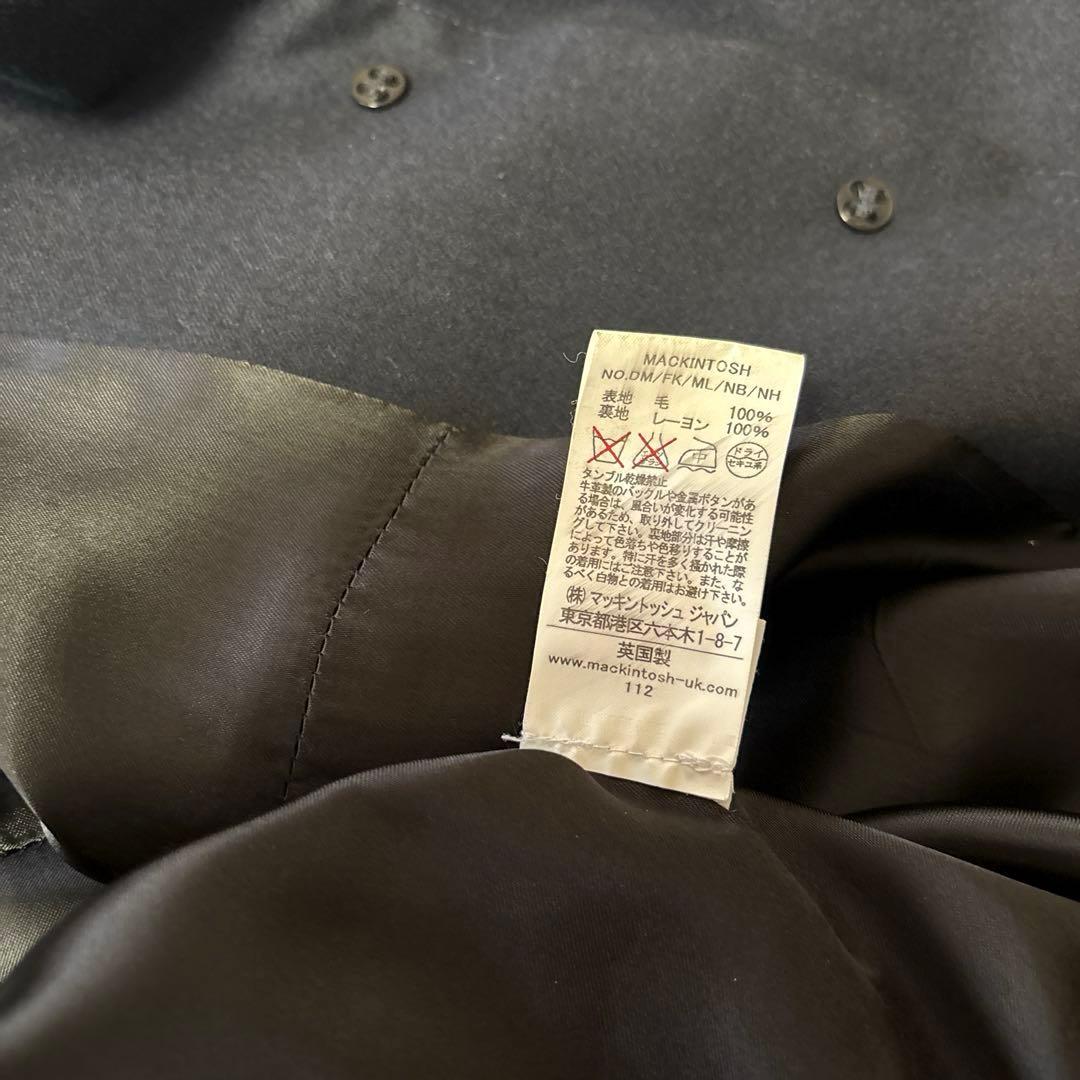 MACKINTOSH
NO.DM/FK/ML/NB/NH
表地 毛 100%
裏地 レーヨン 100%
中 ドライ
セキユ系
タンブル乾燥禁止
牛革製のバックルや金属ボタンがあ
る場合は、風合いが変化する可能性
があるため、取り外してクリーニン
グして下さい。裏地部分は汗や摩擦
によって色落ちや色移りすることが
あります。特に汗を多く掻かれた際
の着用にはご注意下さい。また、な
るべく白物との着用はお避け下さい。
(株)マッキントッシュ ジャパン
東京都港区六本木1-8-7
英国製
www.mackintosh-uk.com
112